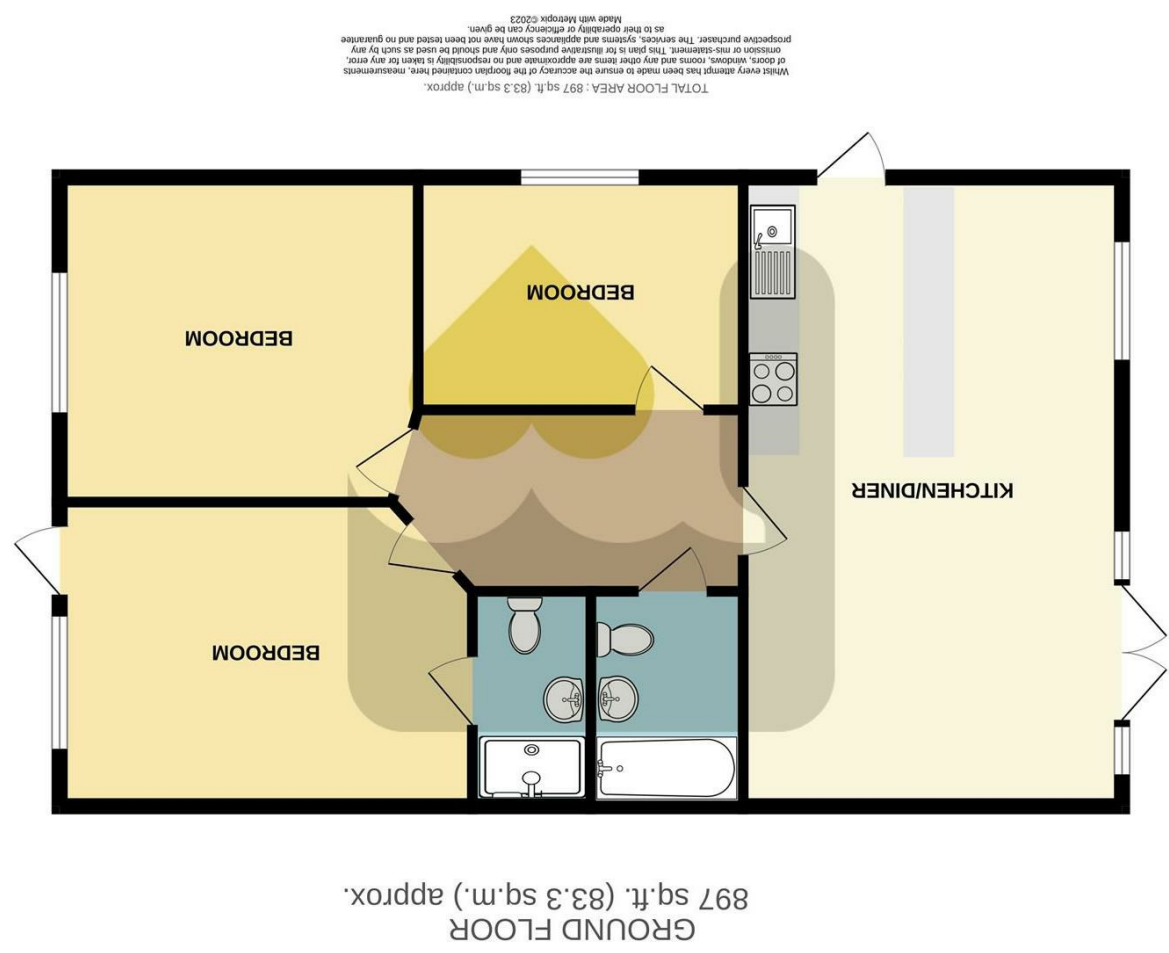 GROUND FLOOR
897 sq.ft. (83.3 sq.m.) approx.
BEDROOM
KITCHEN/DINER
BEDROOM
BEDROOM
TOTAL FLOOR AREA : 897 sq.ft. (83.3 sq.m.) approx.
Whilst every attempt has been made to ensure the accuracy of the floorplan contained here, measurements
of doors, windows, rooms and any other items are approximate and no responsibility is taken for any error,
omission or mis-statement. This plan is for illustrative purposes only and should be used as such by any
prospective purchaser. The services, systems and appliances shown have not been tested and no guarantee
as to their operability or efficiency can be given.
Made with Metropix ©2023